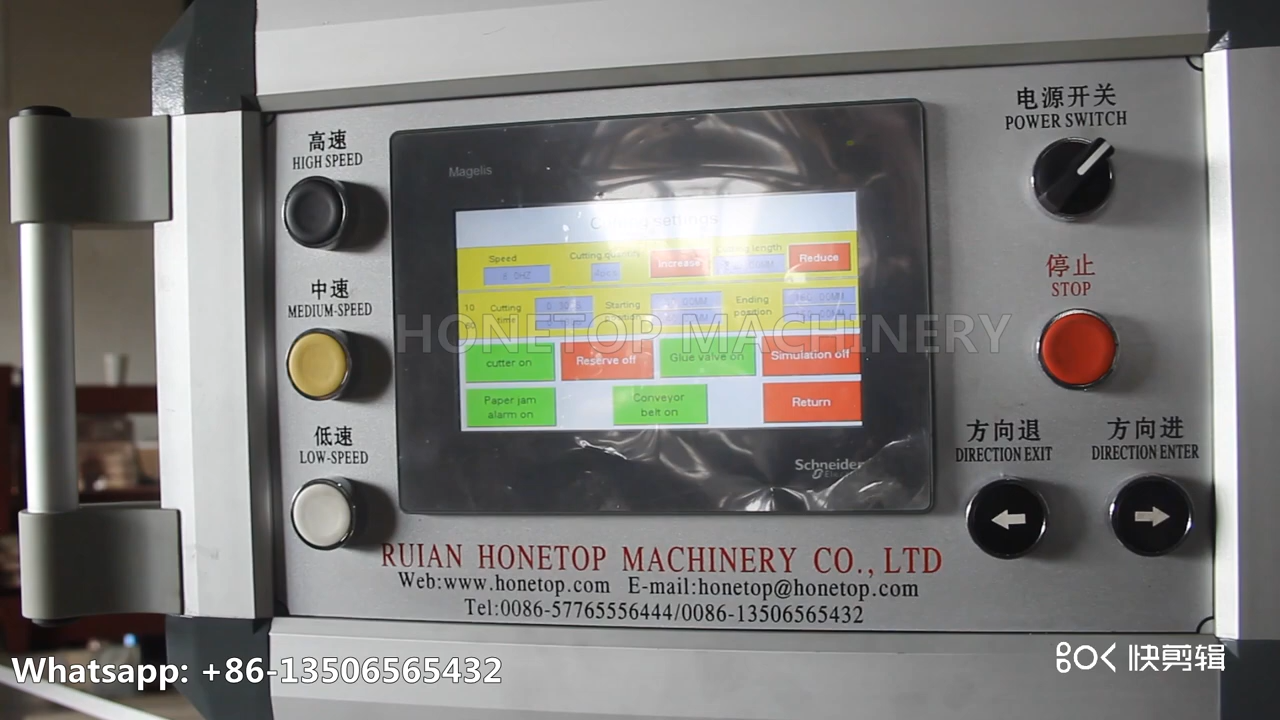 高速
HIGH SPEED
中速
MEDIUM-SPEED
低速
LOW-SPEED
Magelis
settings
Speed
Cutting
length
Increase
Reduce
10
Cutting
time
Starting
Ending
position
cutter on
Reserve off
Glue valve on
Simulation off
Paper jam
alarm on
Conveyor
belt on
Return
Schneider
HONETOP MACHINERY
电源开关
POWER SWITCH
停止
STOP
方向退
DIRECTION EXIT
方向进
DIRECTION ENTER
RUIAN HONETOP MACHINERY CO., LTD
Web:www.honetop.com E-mail:honetop@honetop.com
Tel:0086-57765556444/0086-13506565432
Whatsapp: +86-13506565432
快剪辑